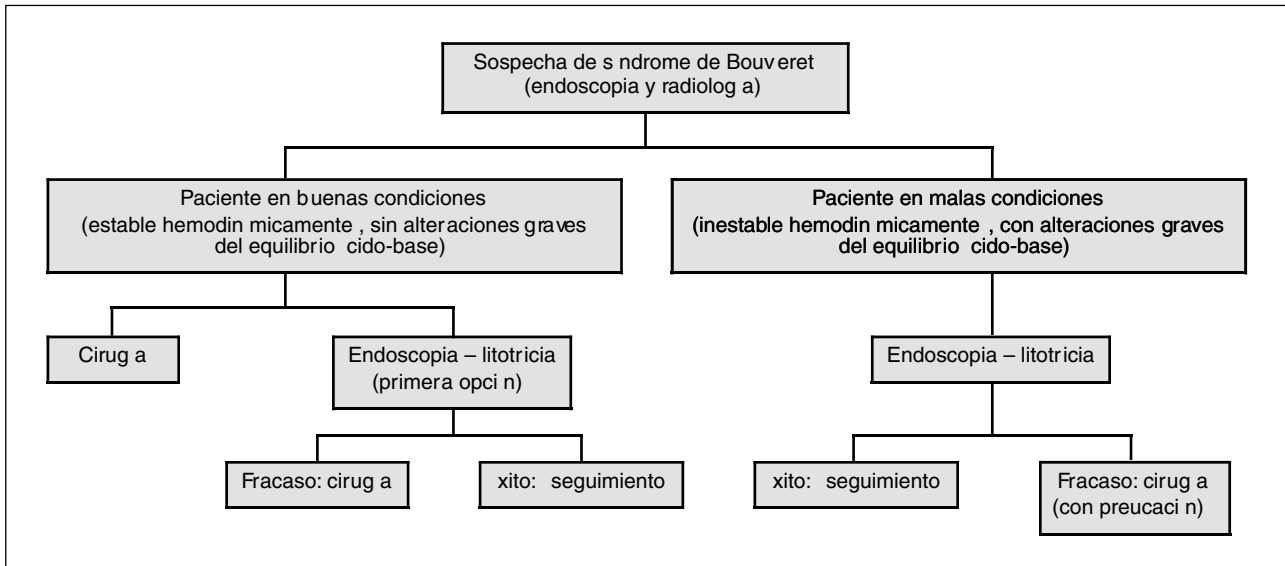 Sospecha de s ndrome de Bouveret
(endoscopia y radiolog a)
Paciente en buenas condiciones
(estable hemodin micamente , sin alteraciones graves
del equilibrio cido-base)
Paciente en malas condiciones
(inestable hemodin micamente , con alteraciones graves
del equilibrio cido-base)
Cirug a
Endoscopia – litotricia
(primera opci n)
Endoscopia – litotricia
Fracaso: cirug a
xito: seguimiento
xito: seguimiento
Fracaso: cirug a
(con preucaci n)